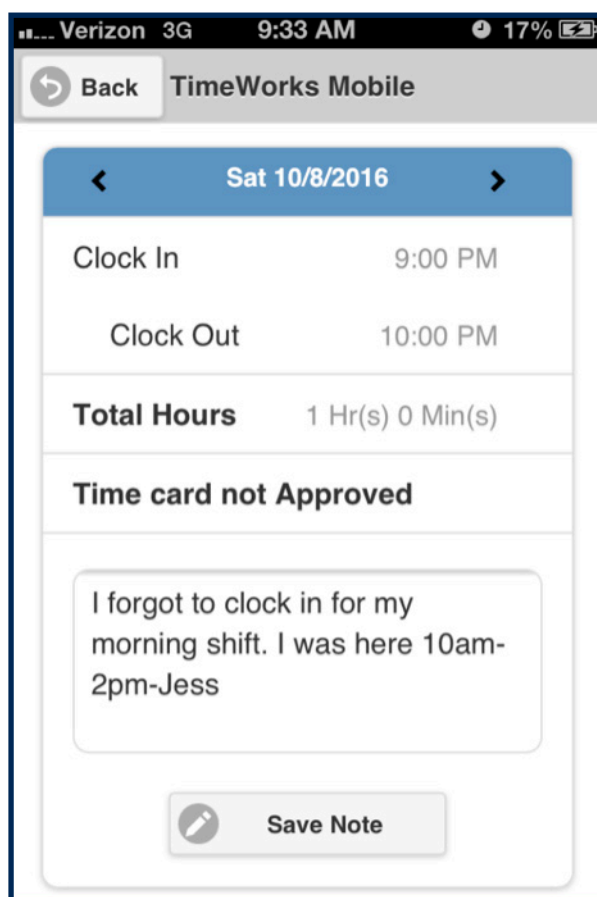 Verizon 3G 9:33 AM 17%
Back TimeWorks Mobile
Sat 10/8/2016
Clock In 9:00 PM
Clock Out 10:00 PM
Total Hours 1 Hr(s) 0 Min(s)
Time card not Approved
I forgot to clock in for my
morning shift. I was here 10am-
2pm-Jess
Save Note